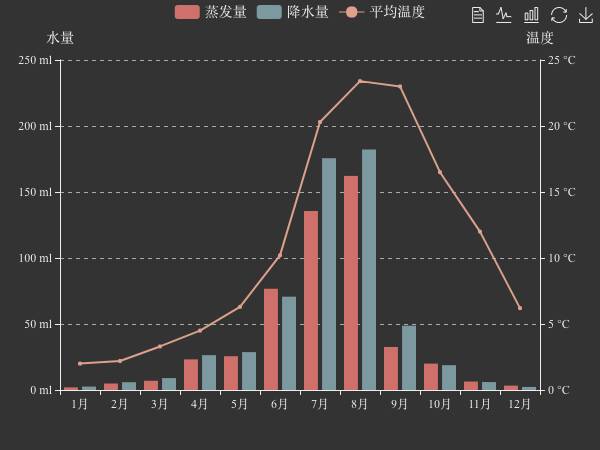 蒸发量 降水量 平均温度
水量 温度
250 ml 25 °C
200 ml 20 °C
150 ml 15 °C
100 ml 10 °C
50 ml 5 °C
0 ml 0 °C
1月 2月 3月 4月 5月 6月 7月 8月 9月 10月 11月 12月